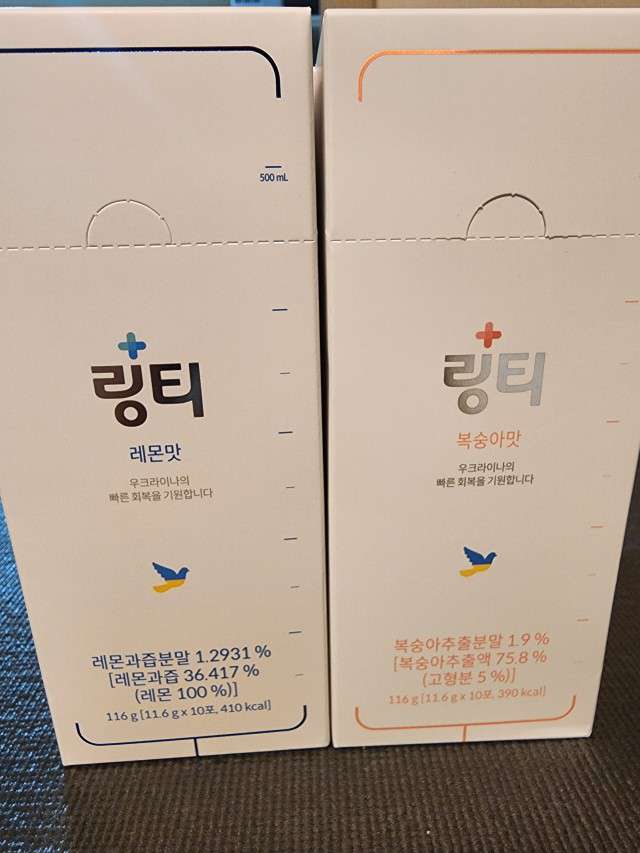 500 mL
링티
레몬맛
우크라이나의
빠른 회복을 기원합니다
레몬과즙분말 1.2931 %
[레몬과즙 36.417 %
(레몬 100 %)]
116 g [11.6 g x 10포, 410 kcal]
링티
복숭아맛
우크라이나의
빠른 회복을 기원합니다
복숭아추출분말 1.9 %
[복숭아추출액 75.8 %
(고형분 5 %)]
116 g [11.6 g x 10포, 390 kcal]